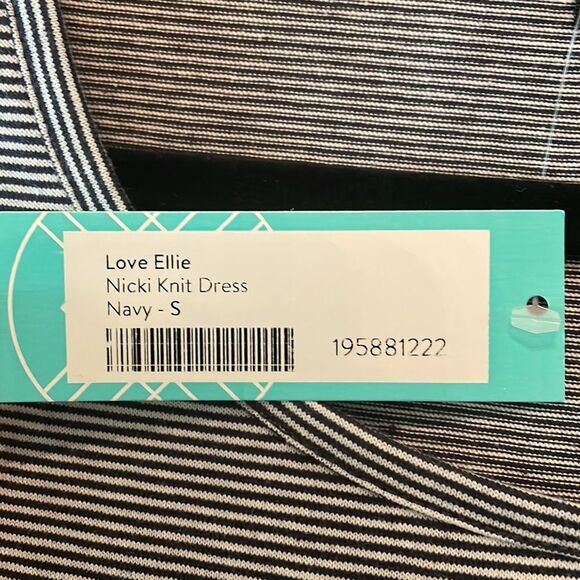 Love Ellie
Nicki Knit Dress
Navy - S
195881222